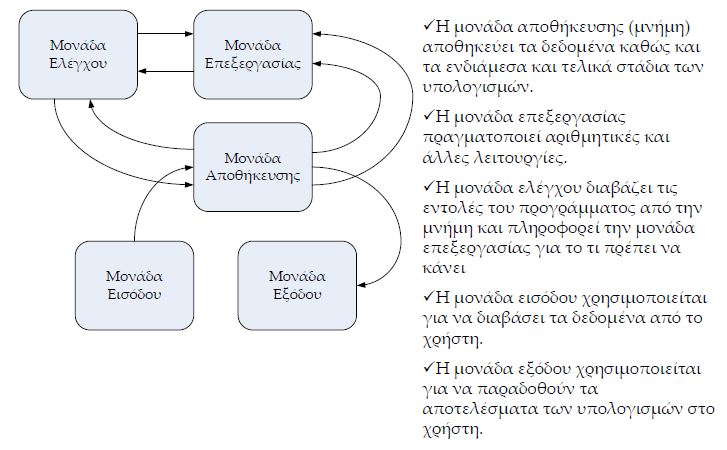 Μονάδα
Ελέγχου
Μονάδα
Επεξεργασίας
Μονάδα
Αποθήκευσης
Μονάδα
Εισόδου
Μονάδα
Εξόδου
✓Η μονάδα αποθήκευσης (μνήμη)
αποθηκεύει τα δεδομένα καθώς και
τα ενδιάμεσα και τελικά στάδια των
υπολογισμών.
✓Η μονάδα επεξεργασίας
πραγματοποιεί αριθμητικές και
άλλες λειτουργίες.
✓Η μονάδα ελέγχου διαβάζει τις
εντολές του προγράμματος από την
μνήμη και πληροφορεί την μονάδα
επεξεργασίας για το τι πρέπει να
κάνει
✓Η μονάδα εισόδου χρησιμοποιείται
για να διαβάσει τα δεδομένα από το
χρήστη.
✓Η μονάδα εξόδου χρησιμοποιείται
για να παραδοθούν τα
αποτελέσματα των υπολογισμών στο
χρήστη.